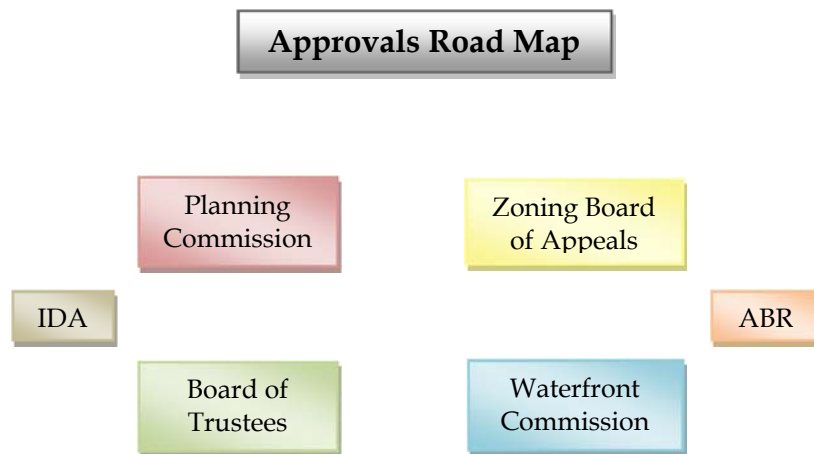 Approvals Road Map
Planning
Commission
Zoning Board
of Appeals
IDA
ABR
Board of
Trustees
Waterfront
Commission